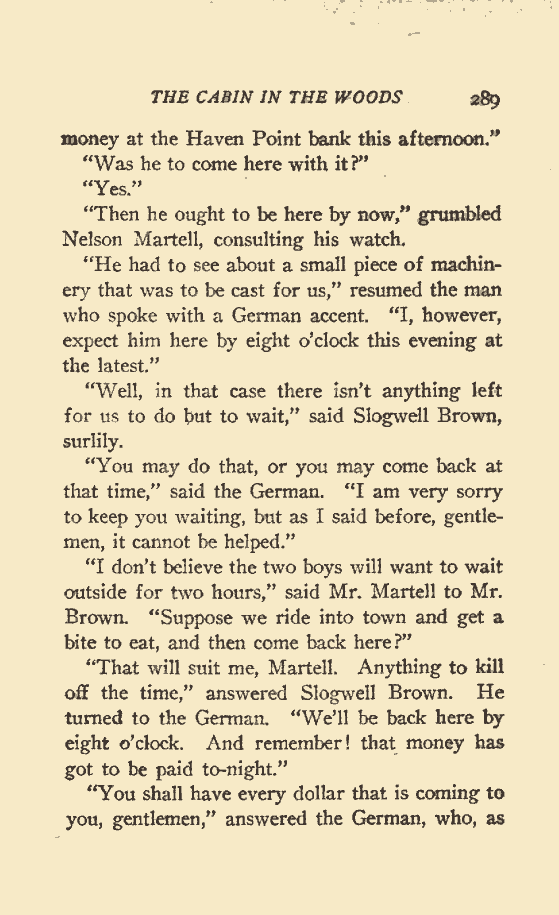 THE CABIN IN THE WOODS 289
money at the Haven Point bank this afternoon."
"Was he to come here with it?"
"Yes."
"Then he ought to be here by now," grumbled
Nelson Martell, consulting his watch.
"He had to see about a small piece of machin-
ery that was to be cast for us," resumed the man
who spoke with a German accent. "I, however,
expect him here by eight o'clock this evening at
the latest."
"Well, in that case there isn't anything left
for us to do but to wait," said Slogwell Brown,
surlily.
"You may do that, or you may come back at
that time," said the German. "I am very sorry
to keep you waiting, but as I said before, gentle-
men, it cannot be helped."
"I don't believe the two boys will want to wait
outside for two hours," said Mr. Martell to Mr.
Brown. "Suppose we ride into town and get a
bite to eat, and then come back here?"
"That will suit me, Martell. Anything to kill
off the time," answered Slogwell Brown. He
turned to the German. "We'll be back here by
eight o'clock. And remember! that money has
got to be paid to-night."
"You shall have every dollar that is coming to
you, gentlemen," answered the German, who, as